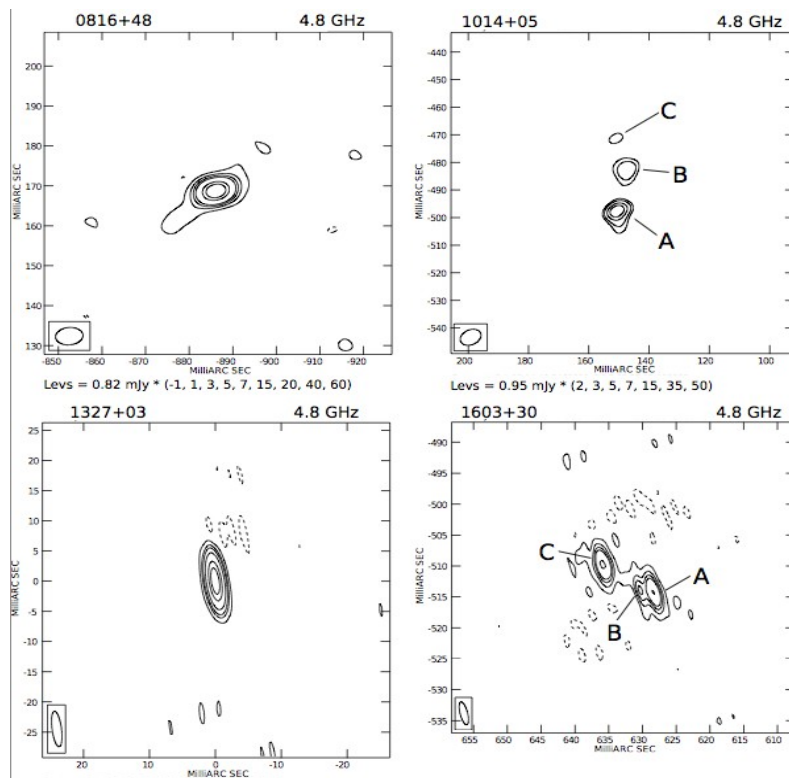 0816+48 4.8 GHz
200
190
180
170
160
150
140
130
MilliARC SEC
-850 -860 -870 -880 -890 -900 -910 -920
MilliARC SEC
Levs = 0.82 mJy * (-1, 1, 3, 5, 7, 15, 20, 40, 60)
1014+05 4.8 GHz
-440
-450
-460
-470
-480
-490
-500
-510
-520
-530
-540
MilliARC SEC
C
B
A
200 180 160 140 120 100
MilliARC SEC
Levs = 0.95 mJy * (2, 3, 5, 7, 15, 35, 50)
1327+03 4.8 GHz
25
20
15
10
5
0
-5
-10
-15
-20
-25
MilliARC SEC
20 10 0 -10 -20
MilliARC SEC
1603+30 4.8 GHz
-490
-495
-500
-505
-510
-515
-520
-525
-530
-535
MilliARC SEC
C
A
B
655 650 645 640 635 630 625 620 615 610
MilliARC SEC